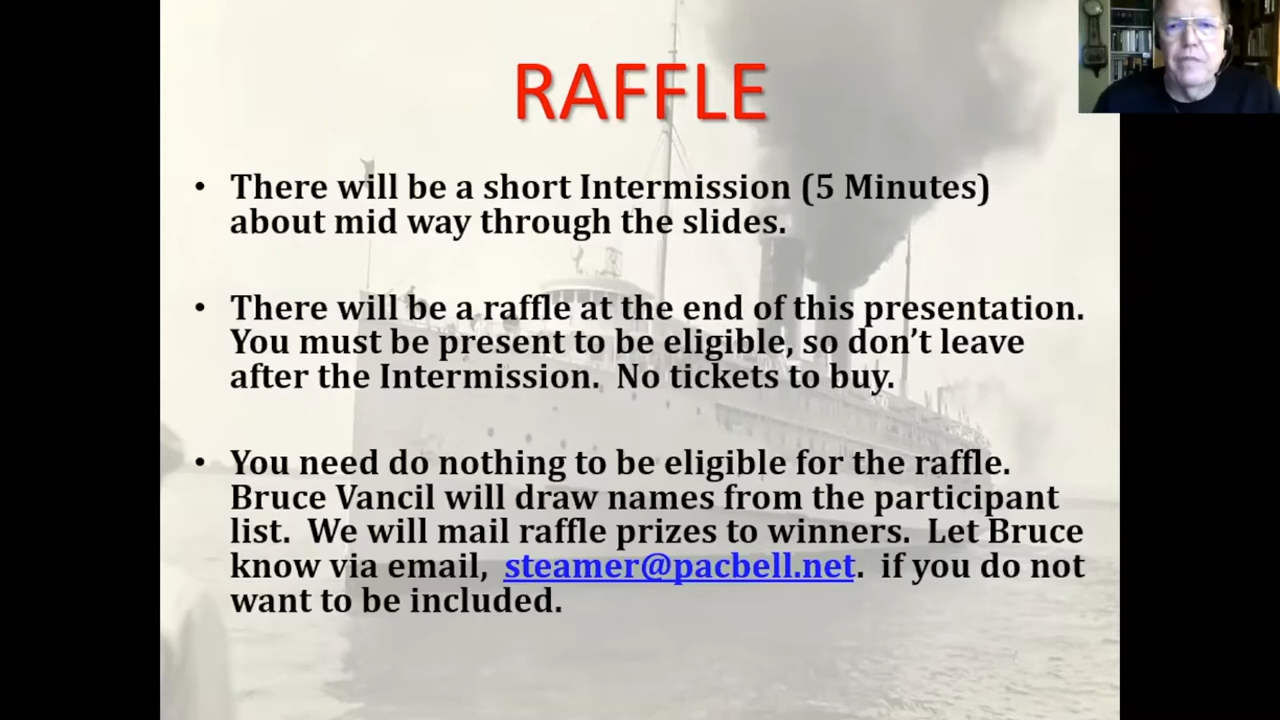 RAFFLE
• There will be a short Intermission (5 Minutes)
about mid way through the slides.
• There will be a raffle at the end of this presentation.
You must be present to be eligible, so don’t leave
after the Intermission.  No tickets to buy.
• You need do nothing to be eligible for the raffle.
Bruce Vancil will draw names from the participant
list.  We will mail raffle prizes to winners.  Let Bruce
know via email,  steamer@pacbell.net.  if you do not
want to be included.